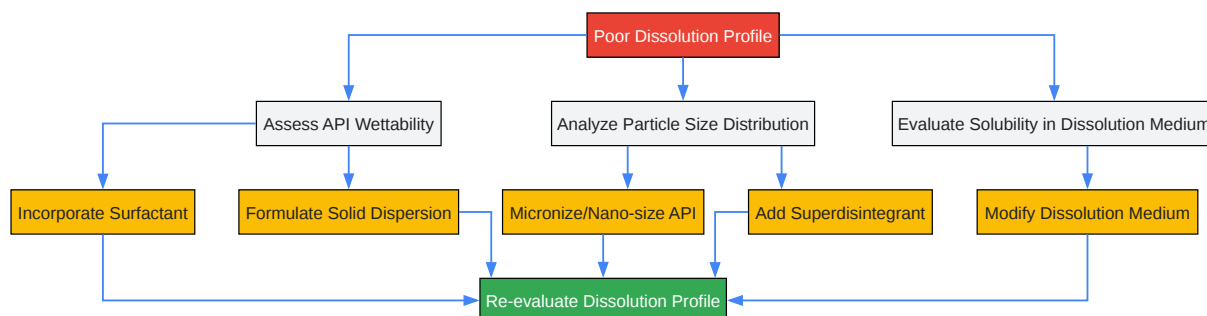 Poor Dissolution Profile
Assess API Wettability
Analyze Particle Size Distribution
Evaluate Solubility in Dissolution Medium
Incorporate Surfactant
Formulate Solid Dispersion
Micronize/Nano-size API
Add Superdisintegrant
Modify Dissolution Medium
Re-evaluate Dissolution Profile